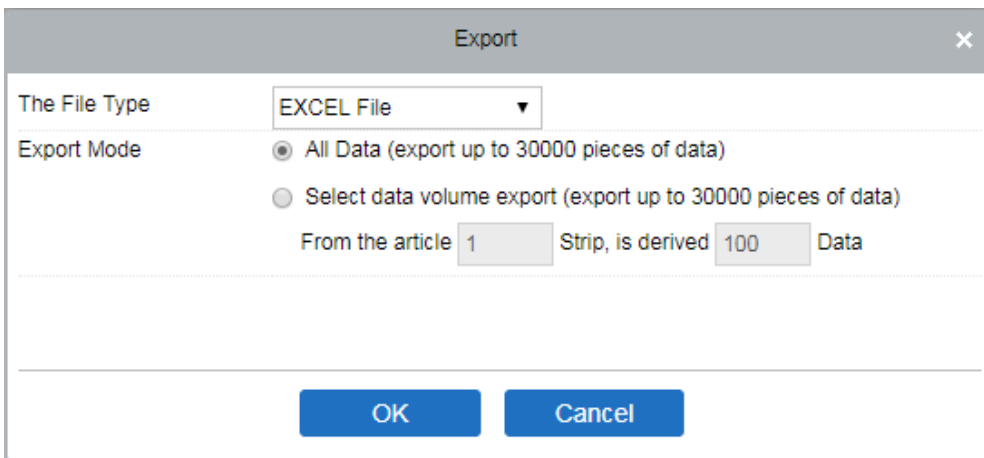 Export
The File Type EXCEL File
Export Mode All Data (export up to 30000 pieces of data)
Select data volume export (export up to 30000 pieces of data)
From the article 1 Strip, is derived 100 Data
OK Cancel